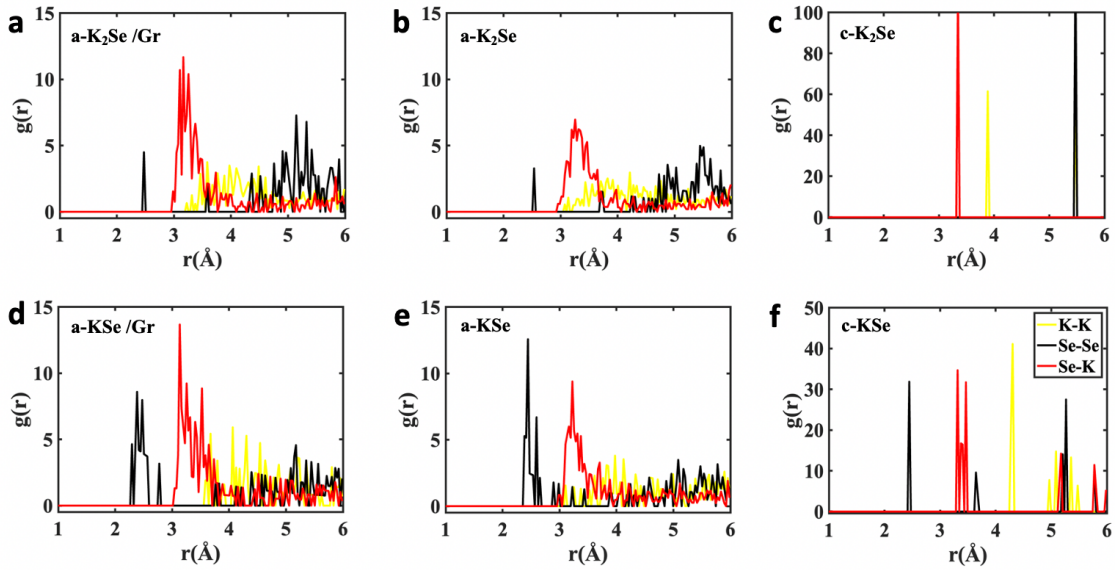 a
a-K₂Se /Gr
15
10
5
0
g(r)
1 2 3 4 5 6
r(Å)
b
a-K₂Se
15
10
5
0
g(r)
1 2 3 4 5 6
r(Å)
c
c-K₂Se
100
80
60
40
20
0
g(r)
1 2 3 4 5 6
r(Å)
d
a-KSe /Gr
15
10
5
0
g(r)
1 2 3 4 5 6
r(Å)
e
a-KSe
15
10
5
0
g(r)
1 2 3 4 5 6
r(Å)
f
c-KSe
50
40
30
20
10
0
g(r)
1 2 3 4 5 6
r(Å)
K-K
Se-Se
Se-K